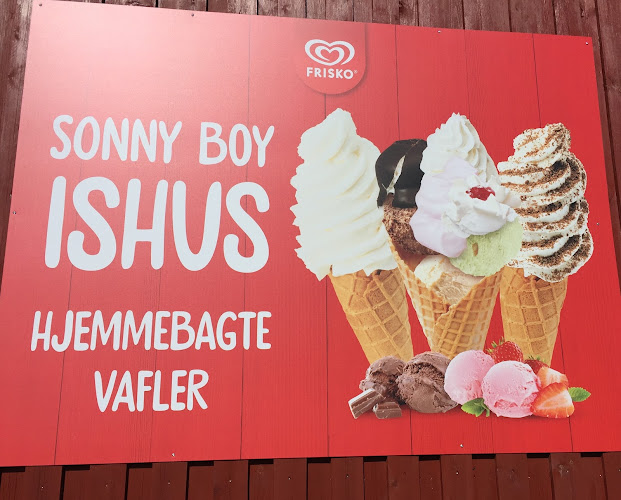 FRISKO®
SONNY BOY
ISHUS
HJEMMEBAGTE
VAFLER